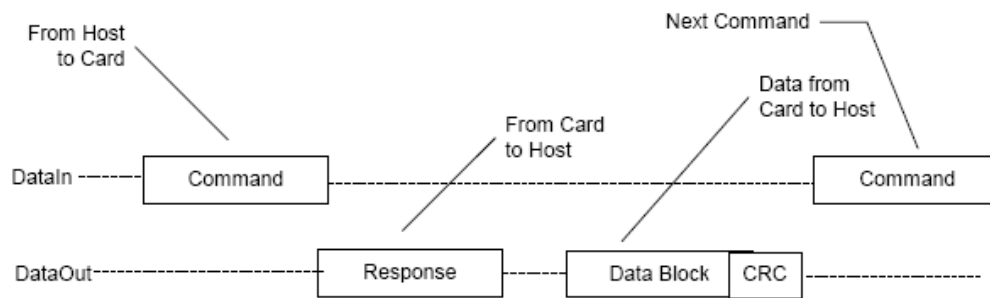 Next Command
From Host
to Card
Data from
Card to Host
From Card
to Host
DataIn
Command
Command
DataOut
Response
Data Block
CRC